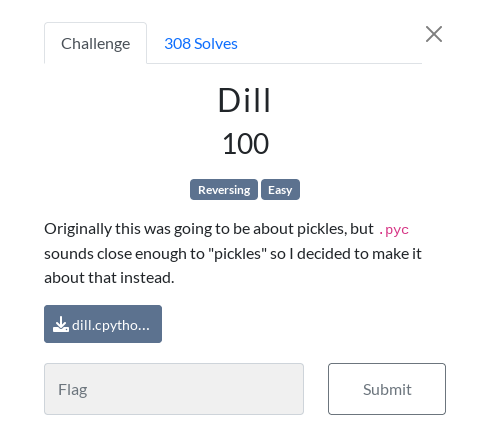 Challenge
308 Solves
Dill
100
Reversing
Easy
Originally this was going to be about pickles, but .pyc
sounds close enough to "pickles" so I decided to make it
about that instead.
dill.cpytho...
Flag
Submit